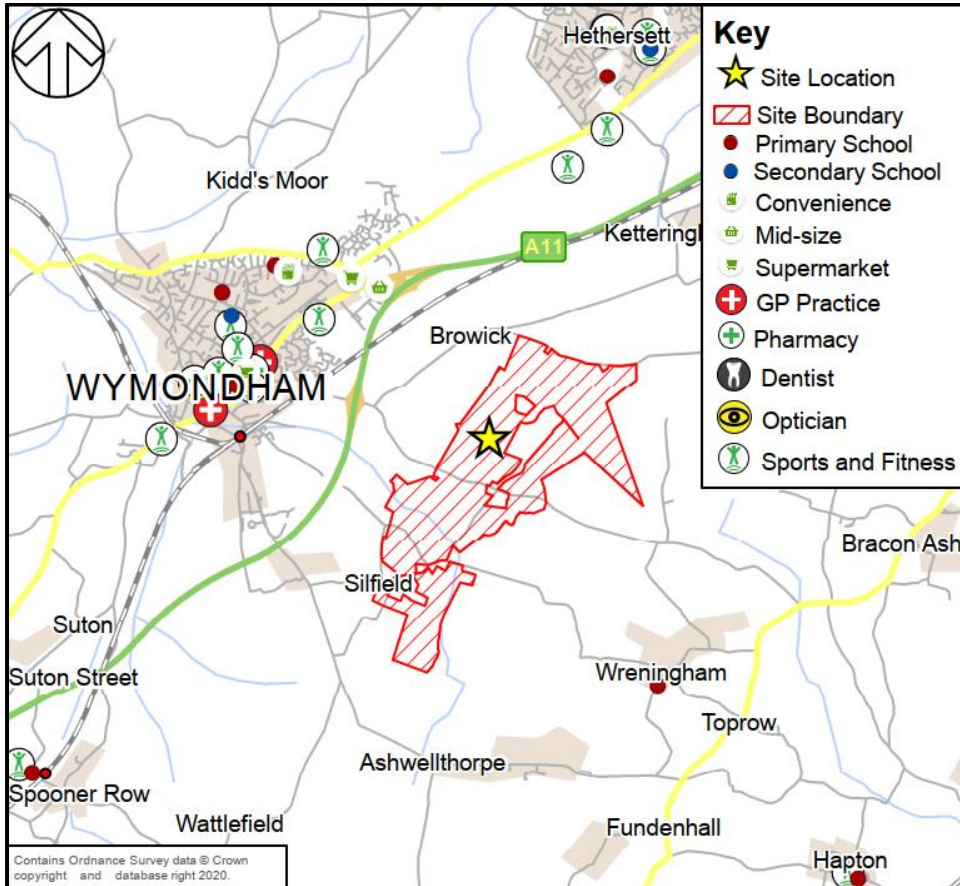 Hethersett
Kidd's Moor
A11
Browick
WYMONDHAM
Silfield
Bracon Ash
Suton
Suton Street
Wreningham
Toprow
Ashwellthorpe
Spooner Row
Wattlefield
Fundenhall
Hapton
Contains Ordnance Survey data © Crown
copyright and database right 2020.
Key
Site Location
Site Boundary
Primary School
Secondary School
Convenience
Mid-size
Supermarket
GP Practice
Pharmacy
Dentist
Optician
Sports and Fitness